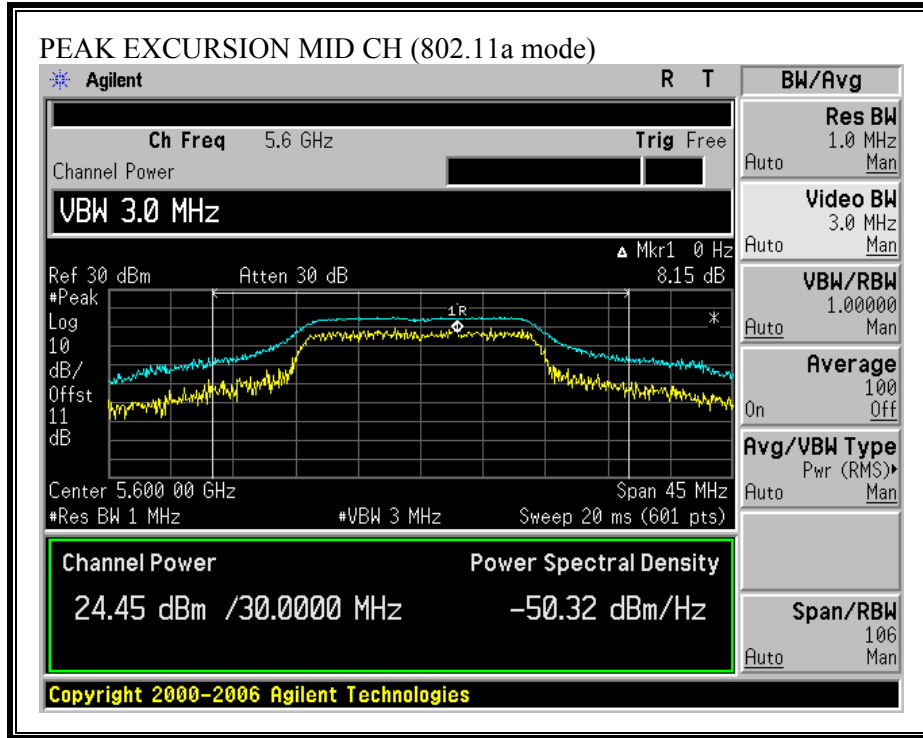 PEAK EXCURSION MID CH (802.11a mode)
Agilent R T BW/Avg
Ch Freq 5.6 GHz Trig Free
Channel Power
VBW 3.0 MHz
Δ Mkr1 0 Hz
Ref 30 dBm Atten 30 dB 8.15 dB
#Peak
Log
10
dB/
Offst
11
dB
1R
*
Center 5.600 00 GHz Span 45 MHz
#Res BW 1 MHz #VBW 3 MHz Sweep 20 ms (601 pts)
Channel Power Power Spectral Density
24.45 dBm /30.0000 MHz -50.32 dBm/Hz
Res BW
1.0 MHz
Auto Man
Video BW
3.0 MHz
Auto Man
VBW/RBW
1.00000
Auto Man
Average
100
On Off
Avg/VBW Type
Pwr (RMS)▸
Auto Man
Span/RBW
106
Auto Man
Copyright 2000-2006 Agilent Technologies